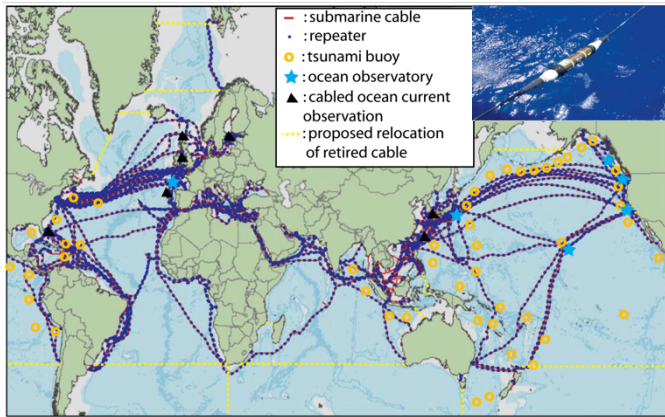 : submarine cable
: repeater
: tsunami buoy
: ocean observatory
: cabled ocean current
observation
: proposed relocation
of retired cable